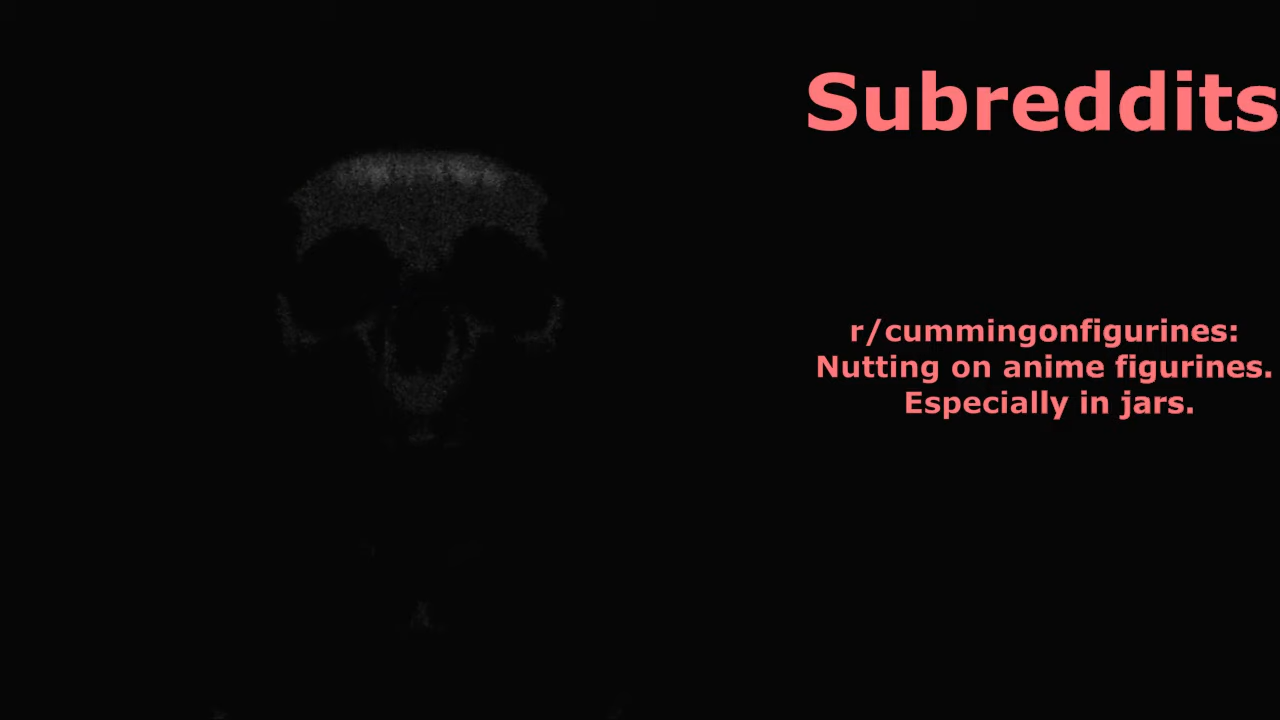 Subreddits
r/cummingonfigurines:
Nutting on anime figurines.
Especially in jars.